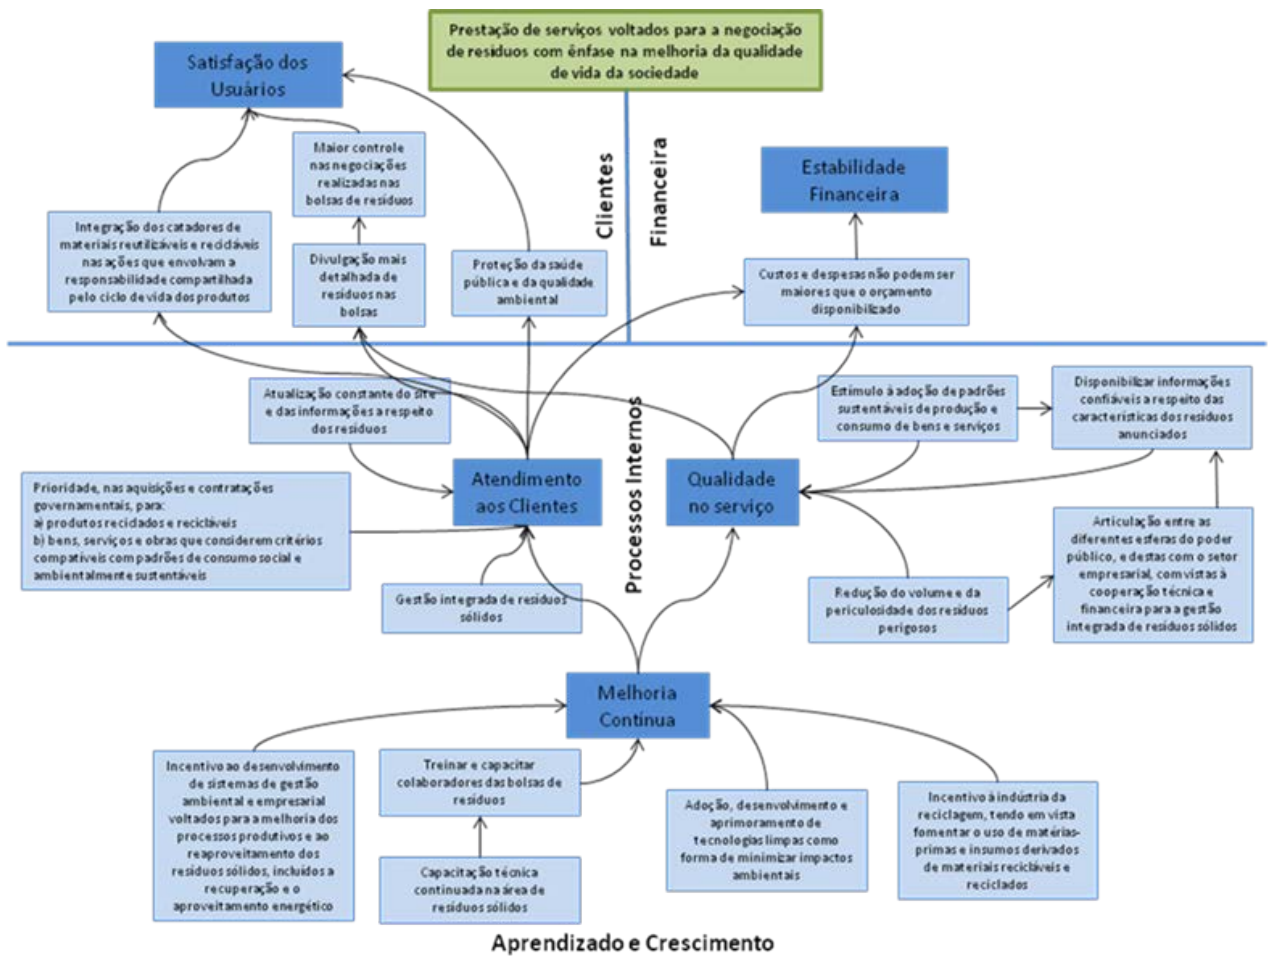 Prestação de serviços voltados para a negociação
de resíduos com ênfase na melhoria da qualidade
de vida da sociedade
Satisfação dos
Usuários
Maior controle
nas negociações
realizadas nas
bolsas de resíduos
Clientes
Financeira
Estabilidade
Financeira
Integração dos catadores de
materiais reutilizáveis e recicláveis
nas ações que envolvam a
responsabilidade compartilhada
pelo ciclo de vida dos produtos
Divulgação mais
detalhada de
resíduos nas
bolsas
Proteção da saúde
pública e da qualidade
ambiental
Custos e despesas não podem ser
maiores que o orçamento
disponibilizado
Atualização constante do site
e das informações a respeito
dos resíduos
Estímulo à adoção de padrões
sustentáveis de produção e
consumo de bens e serviços
Disponibilizar informações
confiáveis a respeito das
características dos resíduos
anunciados
Processos Internos
Prioridade, nas aquisições e contratações
governamentais, para:
a) produtos reciclados e recicláveis
b) bens, serviços e obras que considerem critérios
compatíveis com padrões de consumo social e
ambientalmente sustentáveis
Atendimento
aos Clientes
Qualidade
no serviço
Articulação entre as
diferentes esferas do poder
público, e destas com o setor
empresarial, com vistas à
cooperação técnica e
financeira para a gestão
integrada de resíduos sólidos
Gestão integrada de resíduos
sólidos
Redução do volume e da
periculosidade dos resíduos
perigosos
Melhoria
Contínua
Incentivo ao desenvolvimento
de sistemas de gestão
ambiental e empresarial
voltados para a melhoria dos
processos produtivos e ao
reaproveitamento dos
resíduos sólidos, incluídos a
recuperação e o
aproveitamento energético
Treinar e capacitar
colaboradores das bolsas de
resíduos
Capacitação técnica
continuada na área de
resíduos sólidos
Adoção, desenvolvimento e
aprimoramento de
tecnologias limpas como
forma de minimizar impactos
ambientais
Incentivo à indústria da
reciclagem, tendo em vista
fomentar o uso de matérias-
primas e insumos derivados
de materiais recicláveis e
reciclados
Aprendizado e Crescimento